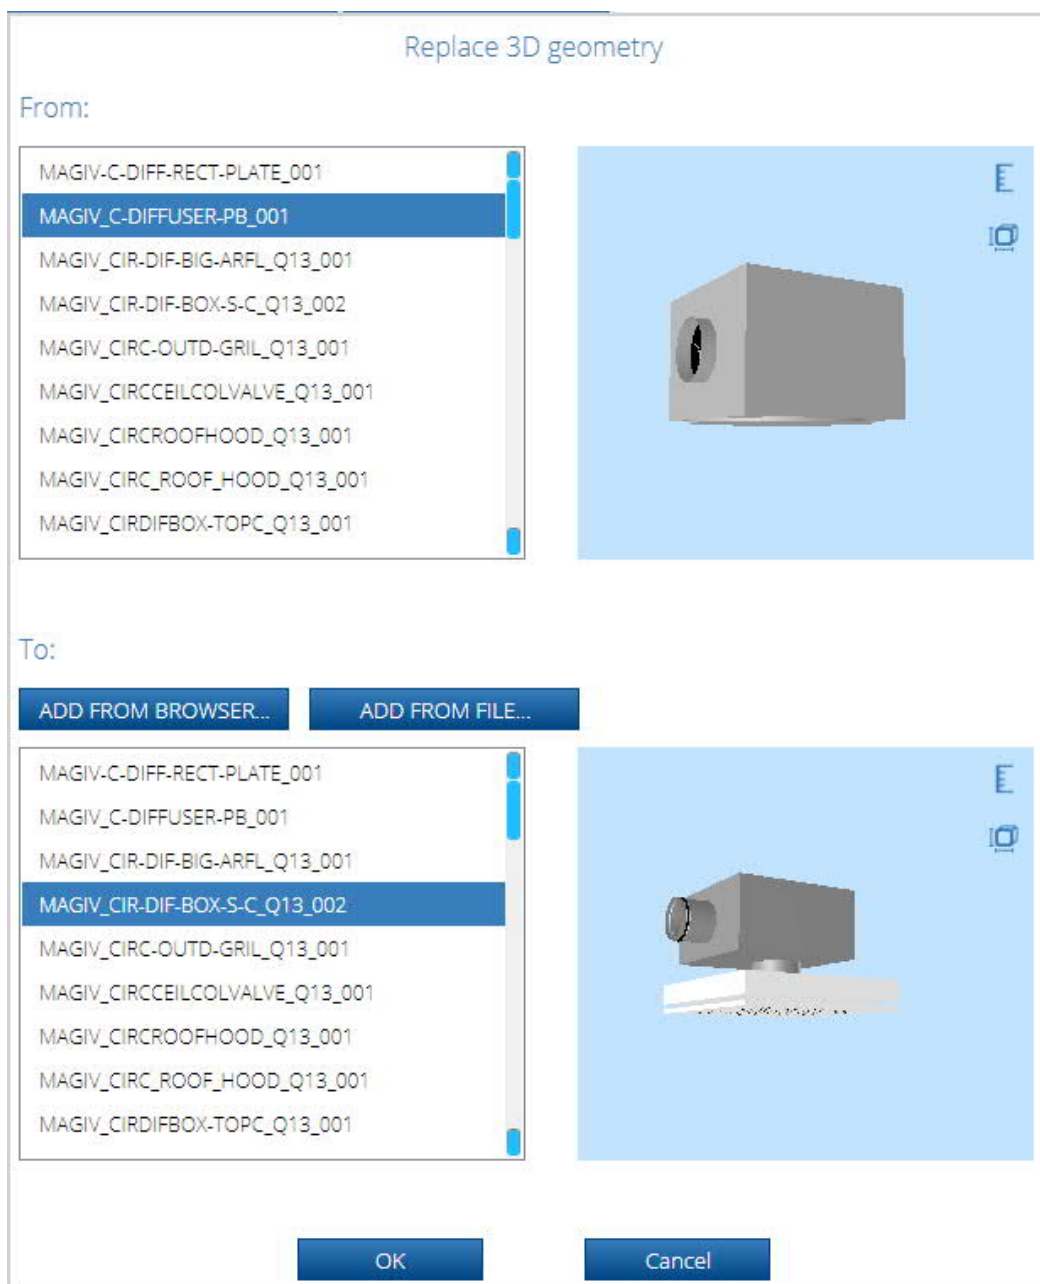 Replace 3D geometry
From:
MAGIV-C-DIFF-RECT-PLATE_001
MAGIV_C-DIFFUSER-PB_001
MAGIV_CIR-DIF-BIG-ARFL_Q13_001
MAGIV_CIR-DIF-BOX-S-C_Q13_002
MAGIV_CIRC-OUTD-GRIL_Q13_001
MAGIV_CIRCCEILCOLVALVE_Q13_001
MAGIV_CIRCROOFHOOD_Q13_001
MAGIV_CIRC_ROOF_HOOD_Q13_001
MAGIV_CIRDIFBOX-TOPC_Q13_001
To:
ADD FROM BROWSER... ADD FROM FILE...
MAGIV-C-DIFF-RECT-PLATE_001
MAGIV_C-DIFFUSER-PB_001
MAGIV_CIR-DIF-BIG-ARFL_Q13_001
MAGIV_CIR-DIF-BOX-S-C_Q13_002
MAGIV_CIRC-OUTD-GRIL_Q13_001
MAGIV_CIRCCEILCOLVALVE_Q13_001
MAGIV_CIRCROOFHOOD_Q13_001
MAGIV_CIRC_ROOF_HOOD_Q13_001
MAGIV_CIRDIFBOX-TOPC_Q13_001
OK Cancel